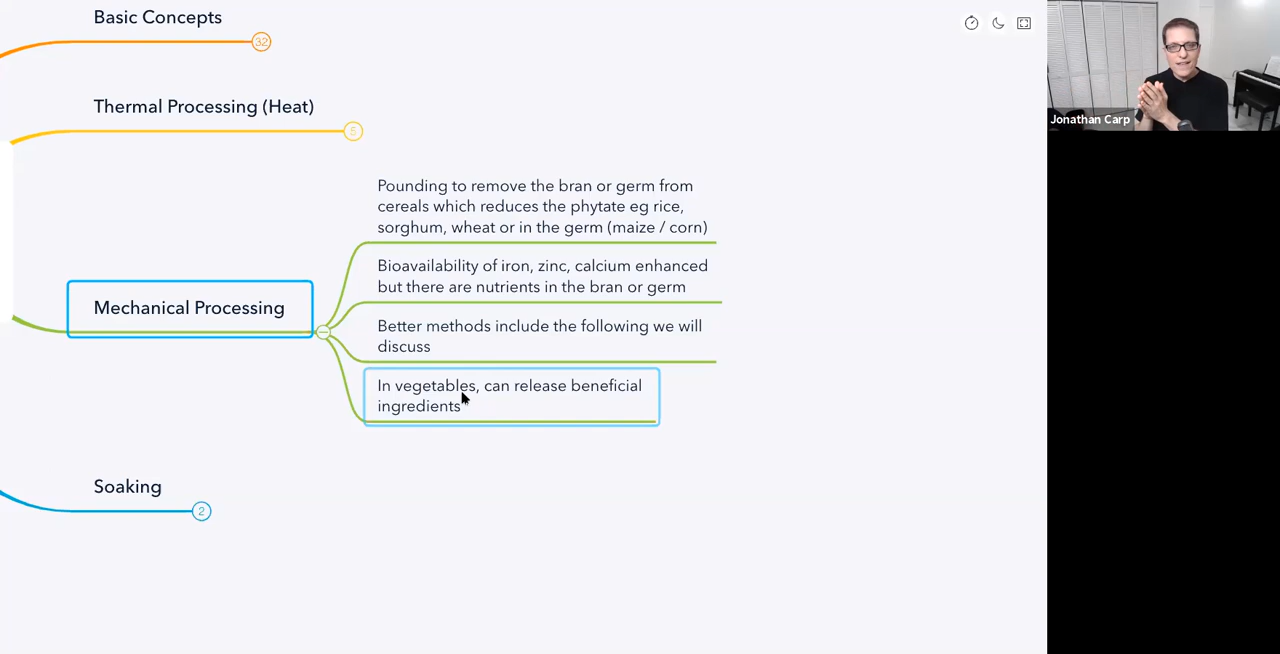 Basic Concepts
32
Thermal Processing (Heat)
5
Pounding to remove the bran or germ from
cereals which reduces the phytate eg rice,
sorghum, wheat or in the germ (maize / corn)
Bioavailability of iron, zinc, calcium enhanced
but there are nutrients in the bran or germ
Mechanical Processing
Better methods include the following we will
discuss
In vegetables, can release beneficial
ingredients
Soaking
2
Jonathan Carp